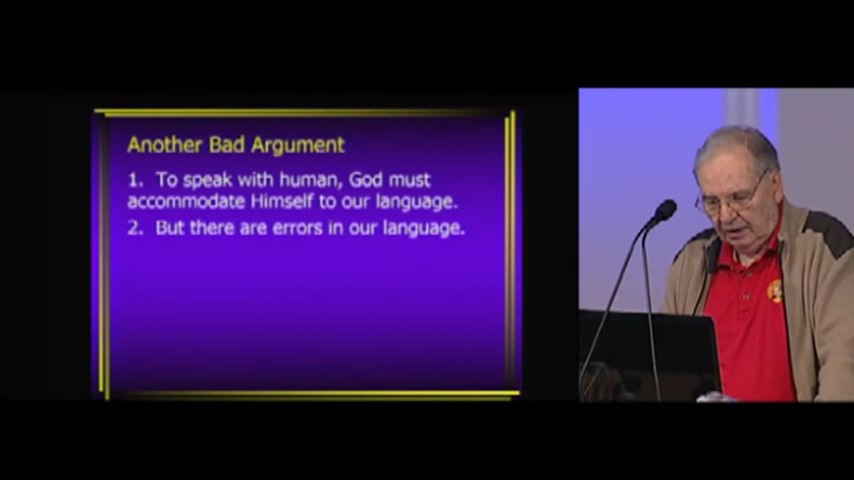 Another Bad Argument
1. To speak with human, God must
accommodate Himself to our language.
2. But there are errors in our language.